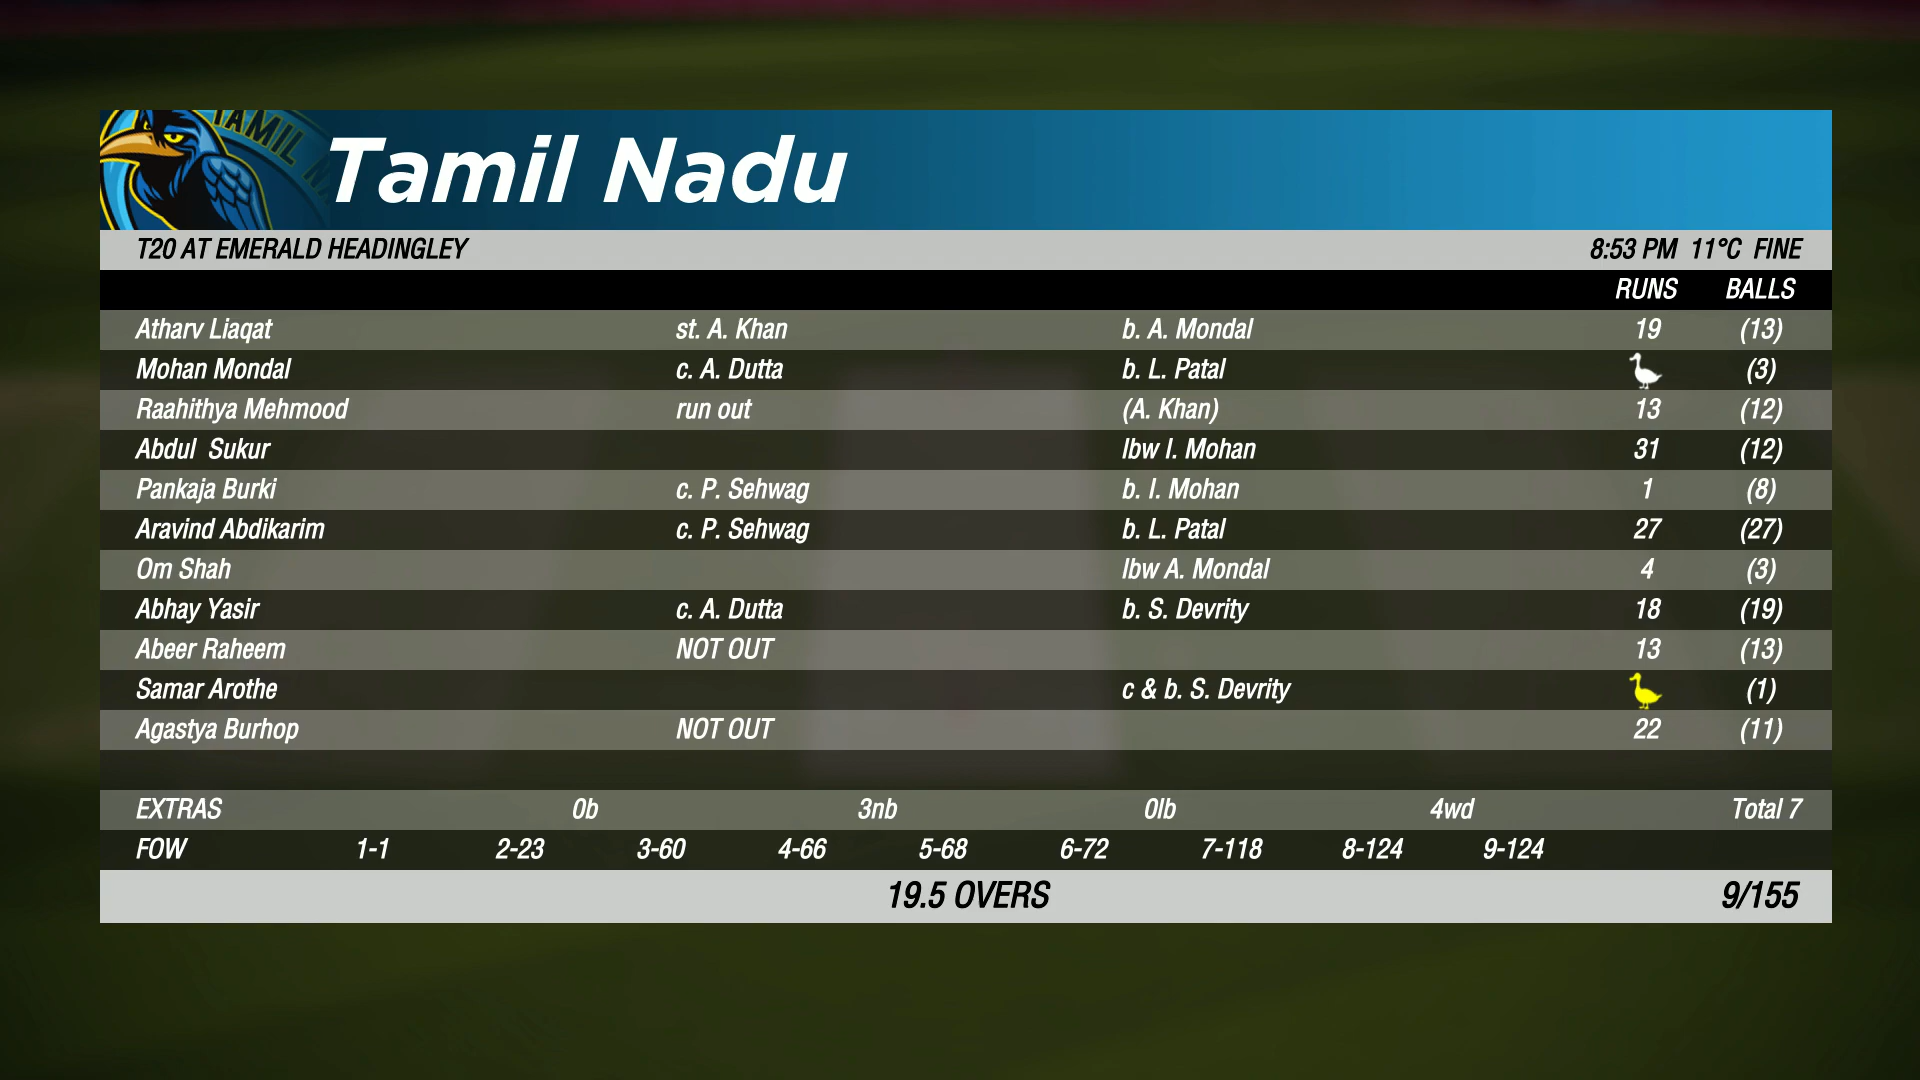 TAMIL N
Tamil Nadu
T20 AT EMERALD HEADINGLEY 8:53 PM 11°C FINE
RUNS BALLS
Atharv Liaqat st. A. Khan b. A. Mondal 19 (13)
Mohan Mondal c. A. Dutta b. L. Patal (3)
Raahithya Mehmood run out (A. Khan) 13 (12)
Abdul Sukur lbw I. Mohan 31 (12)
Pankaja Burki c. P. Sehwag b. I. Mohan 1 (8)
Aravind Abdikarim c. P. Sehwag b. L. Patal 27 (27)
Om Shah lbw A. Mondal 4 (3)
Abhay Yasir c. A. Dutta b. S. Devrity 18 (19)
Abeer Raheem NOT OUT 13 (13)
Samar Arothe c & b. S. Devrity (1)
Agastya Burhop NOT OUT 22 (11)
EXTRAS 0b 3nb 0lb 4wd Total 7
FOW 1-1 2-23 3-60 4-66 5-68 6-72 7-118 8-124 9-124
19.5 OVERS 9/155